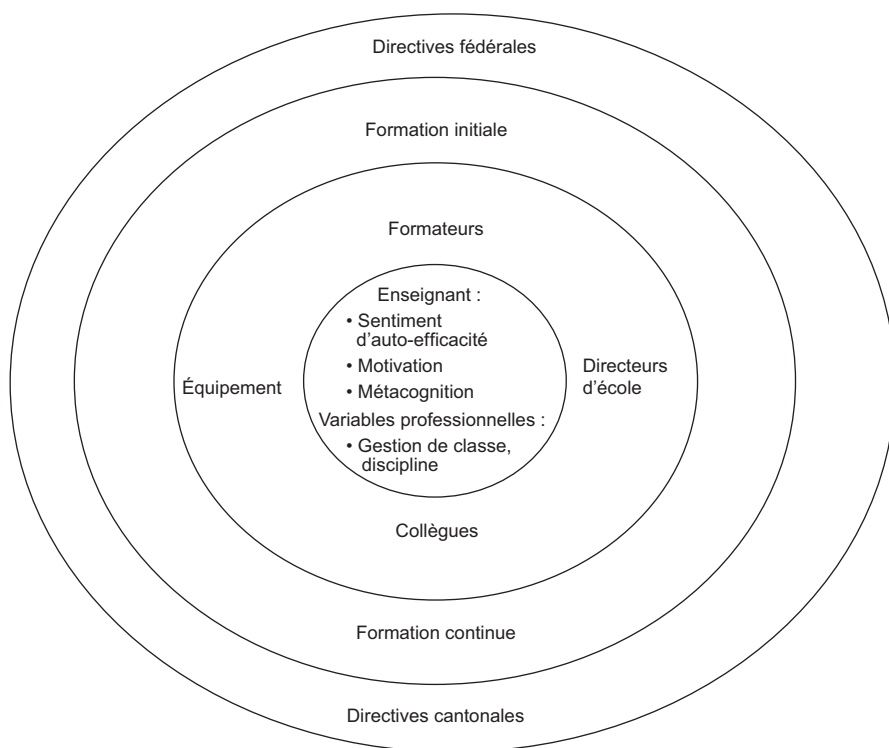 Directives fédérales
Formation initiale
Formateurs
Enseignant :
• Sentiment
d’auto-efficacité
• Motivation
• Métacognition
Variables professionnelles :
• Gestion de classe,
discipline
Équipement
Directeurs
d’école
Collègues
Formation continue
Directives cantonales